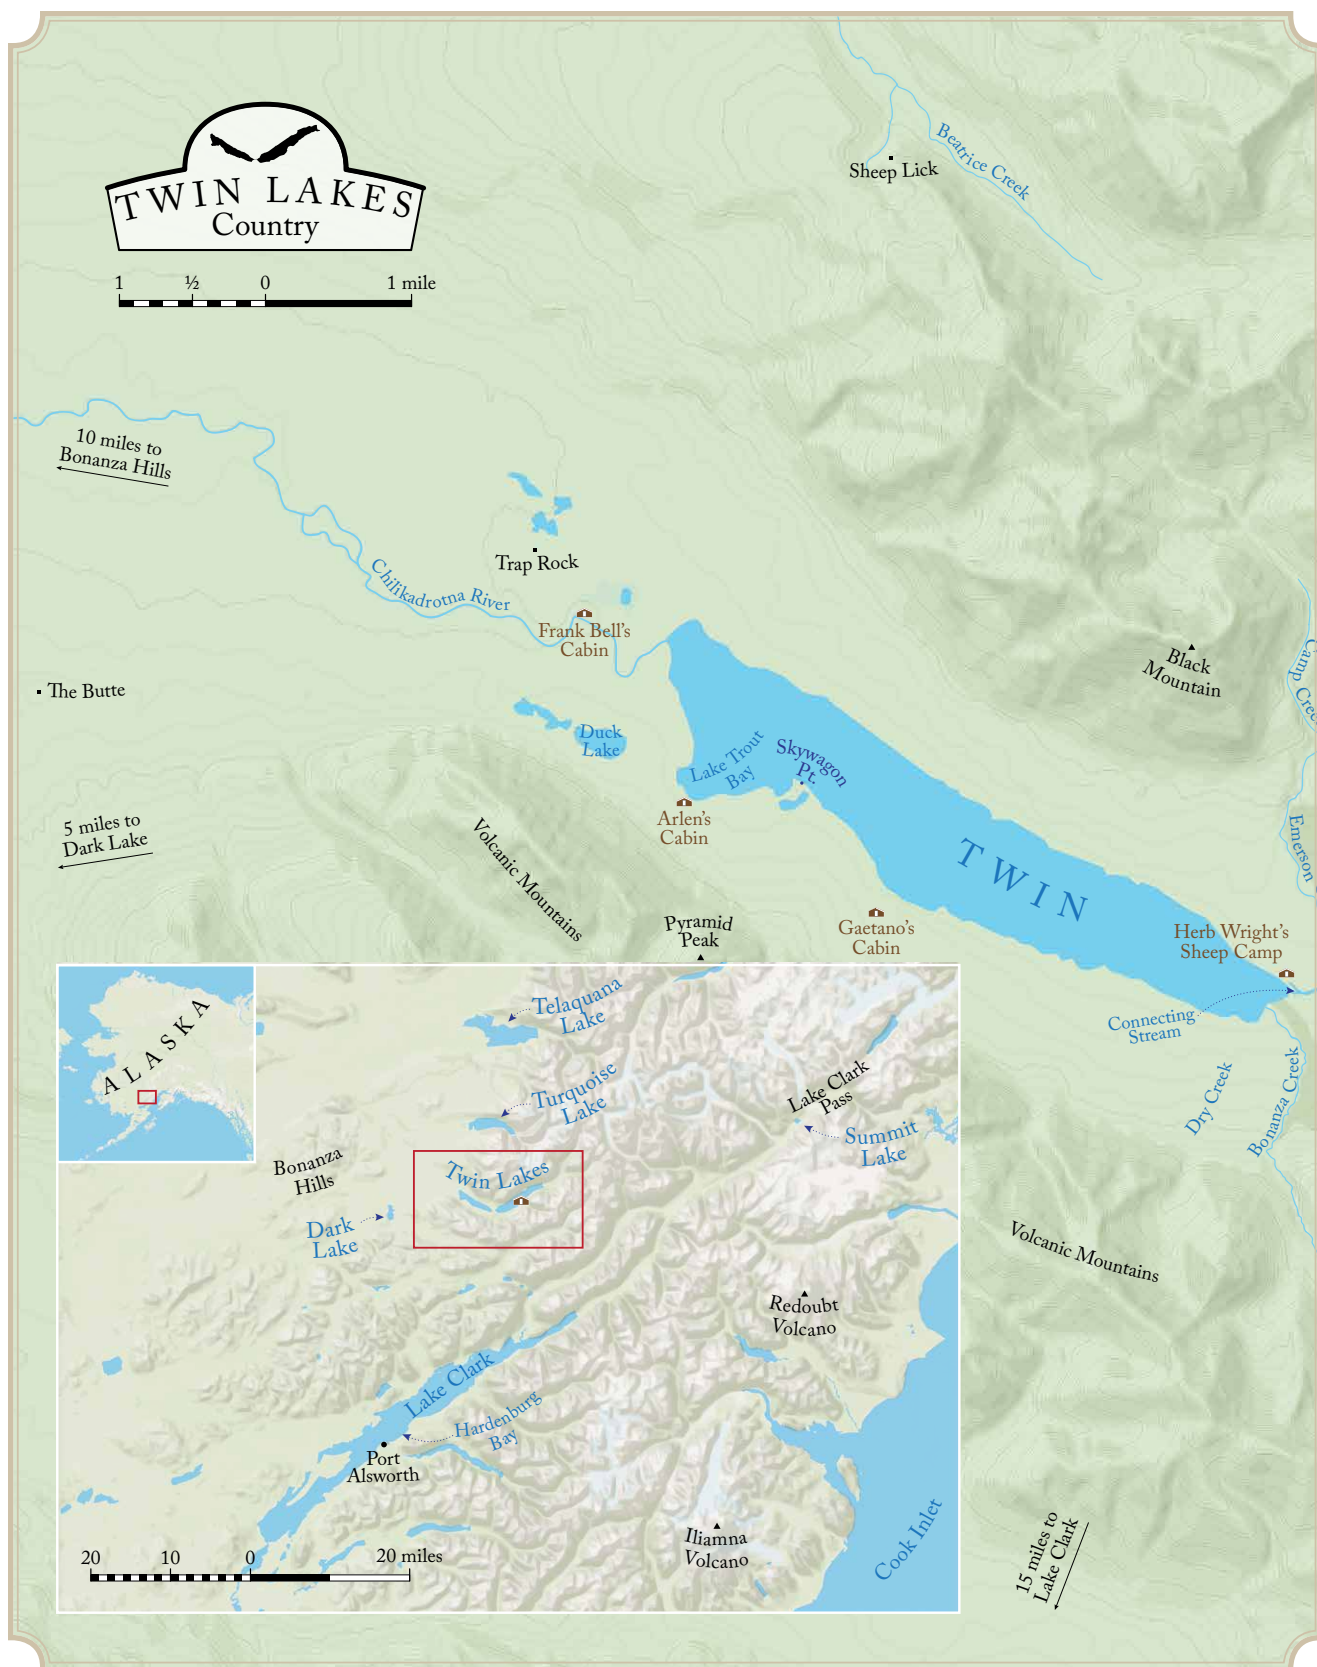 TWIN LAKES
Country
1 ½ 0 1 mile
Sheep Lick
Beatrice Creek
10 miles to
Bonanza Hills
Trap Rock
Chilikadrotna River
Frank Bell's
Cabin
Black
Mountain
Camp
The Butte
Duck
Lake
Lake Trout
Bay
Skywagon
Pt.
Arlen's
Cabin
5 miles to
Dark Lake
Volcanic Mountains
Emerson
TWIN
Pyramid
Peak
Gaetano's
Cabin
Herb Wright's
Sheep Camp
Connecting
Stream
Dry Creek
Bonanza Creek
Volcanic Mountains
15 miles to
Lake Clark
ALASKA
Telaquana
Lake
Turquoise
Lake
Lake Clark
Pass
Summit
Lake
Bonanza
Hills
Twin Lakes
Dark
Lake
Redoubt
Volcano
Lake Clark
Hardenburg
Bay
Port
Alsworth
Iliamna
Volcano
Cook Inlet
20 10 0 20 miles